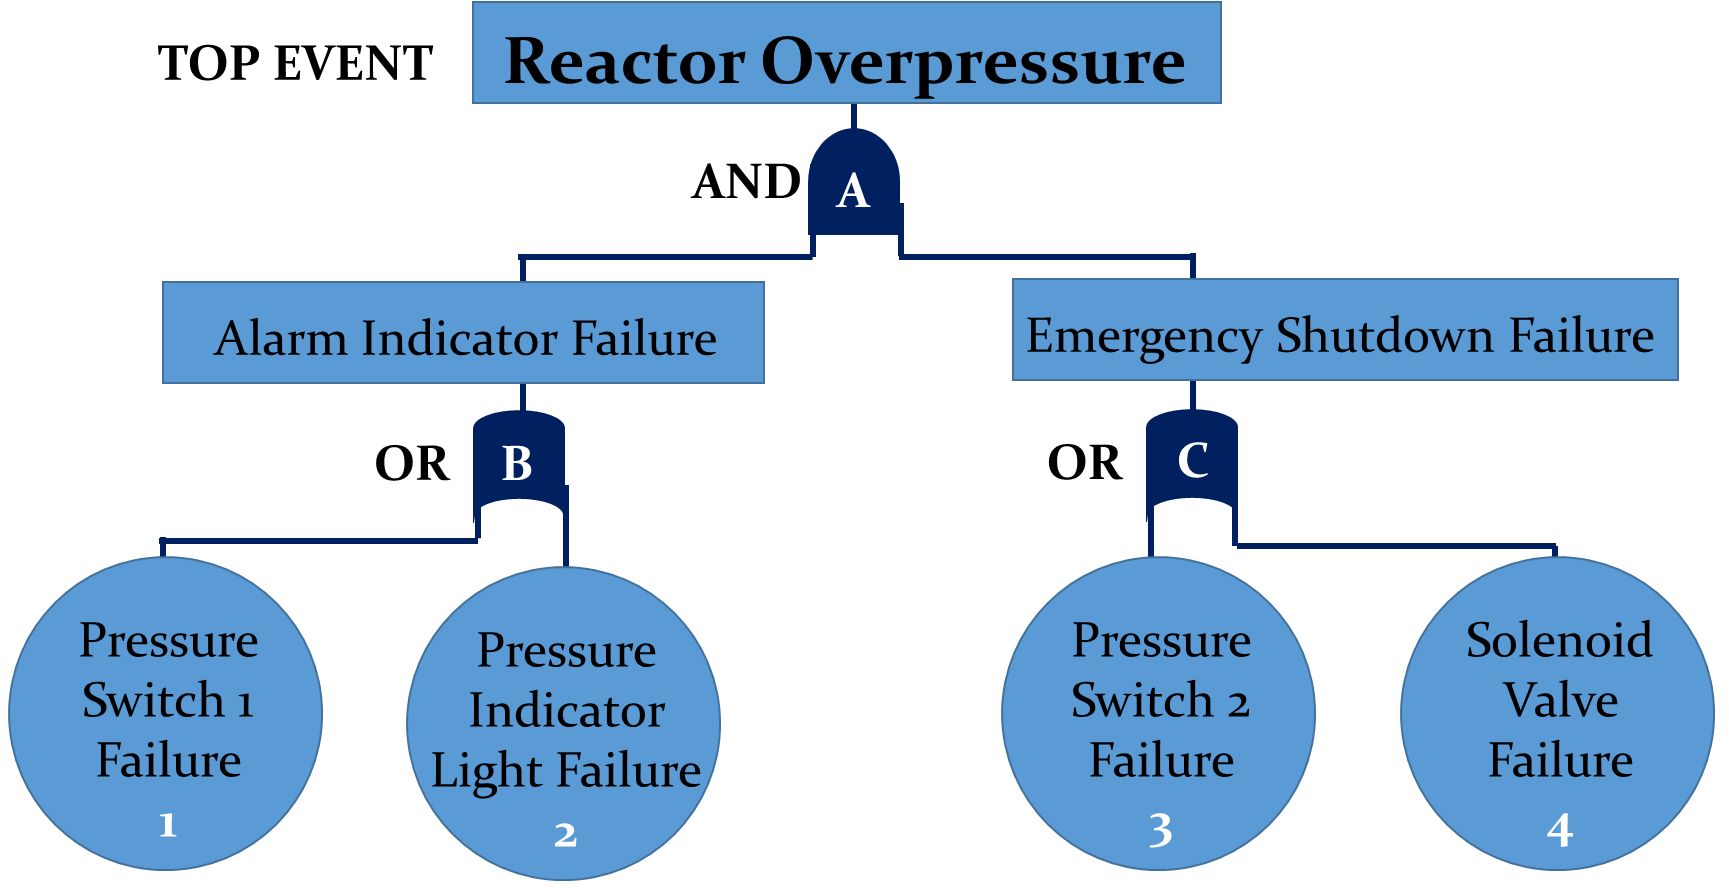 TOP EVENT
Reactor Overpressure
AND
A
Alarm Indicator Failure
Emergency Shutdown Failure
OR
B
OR
C
Pressure
Switch 1
Failure
1
Pressure
Indicator
Light Failure
2
Pressure
Switch 2
Failure
3
Solenoid
Valve
Failure
4